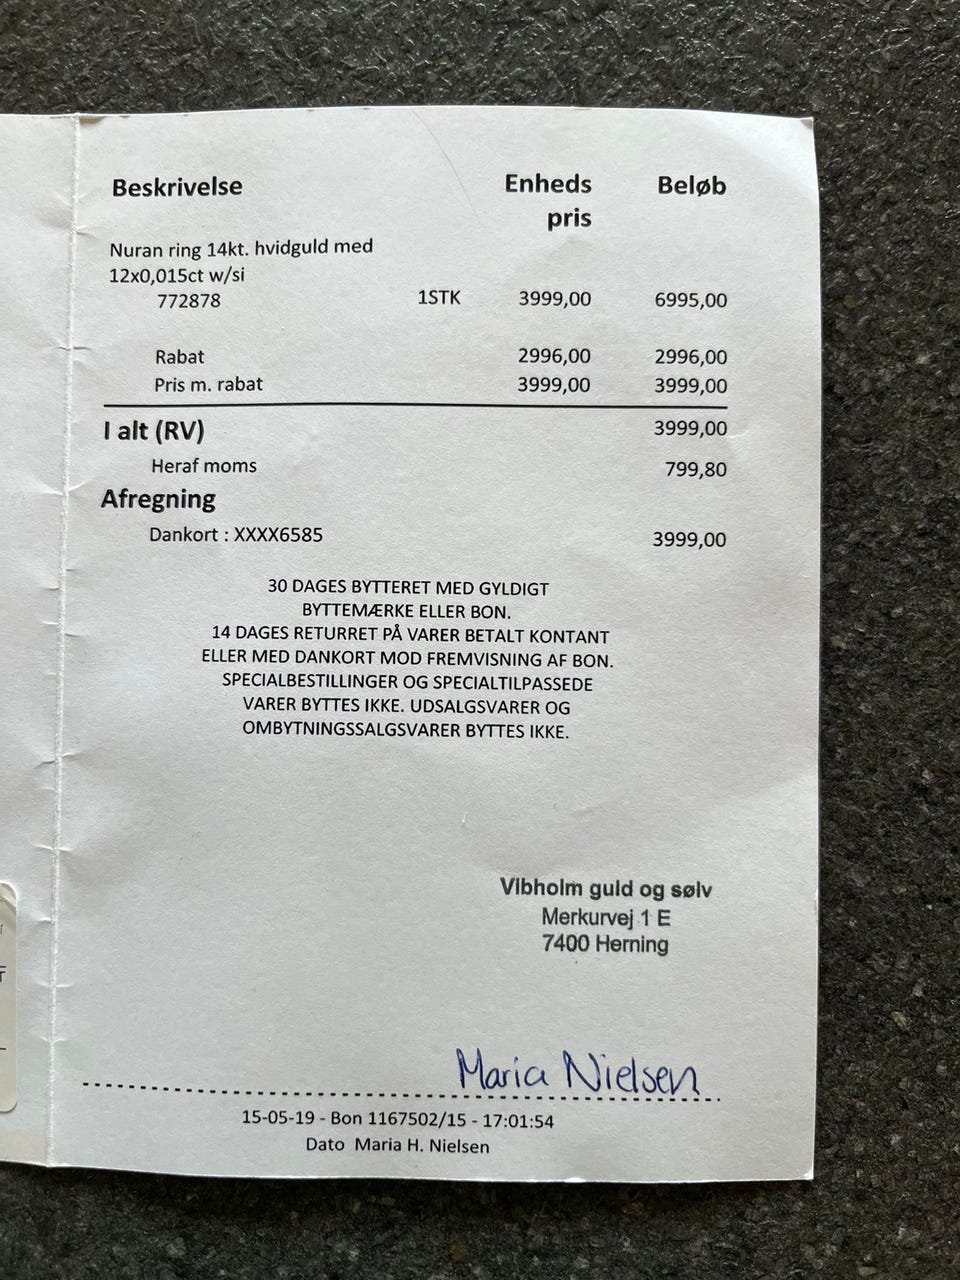 Beskrivelse Enheds pris Beløb
Nuran ring 14kt. hvidguld med
12x0,015ct w/si
772878 1STK 3999,00 6995,00
Rabat 2996,00 2996,00
Pris m. rabat 3999,00 3999,00
I alt (RV) 3999,00
Heraf moms 799,80
Afregning
Dankort : XXXX6585 3999,00
30 DAGES BYTTERET MED GYLDIGT
BYTTEMÆRKE ELLER BON.
14 DAGES RETURRET PÅ VARER BETALT KONTANT
ELLER MED DANKORT MOD FREMVISNING AF BON.
SPECIALBESTILLINGER OG SPECIALTILPASSEDE
VARER BYTTES IKKE. UDSALGSVARER OG
OMBYTNINGSSALGSVARER BYTTES IKKE.
Vibholm guld og sølv
Merkurvej 1 E
7400 Herning
Maria Nielsen
15-05-19 - Bon 1167502/15 - 17:01:54
Dato Maria H. Nielsen